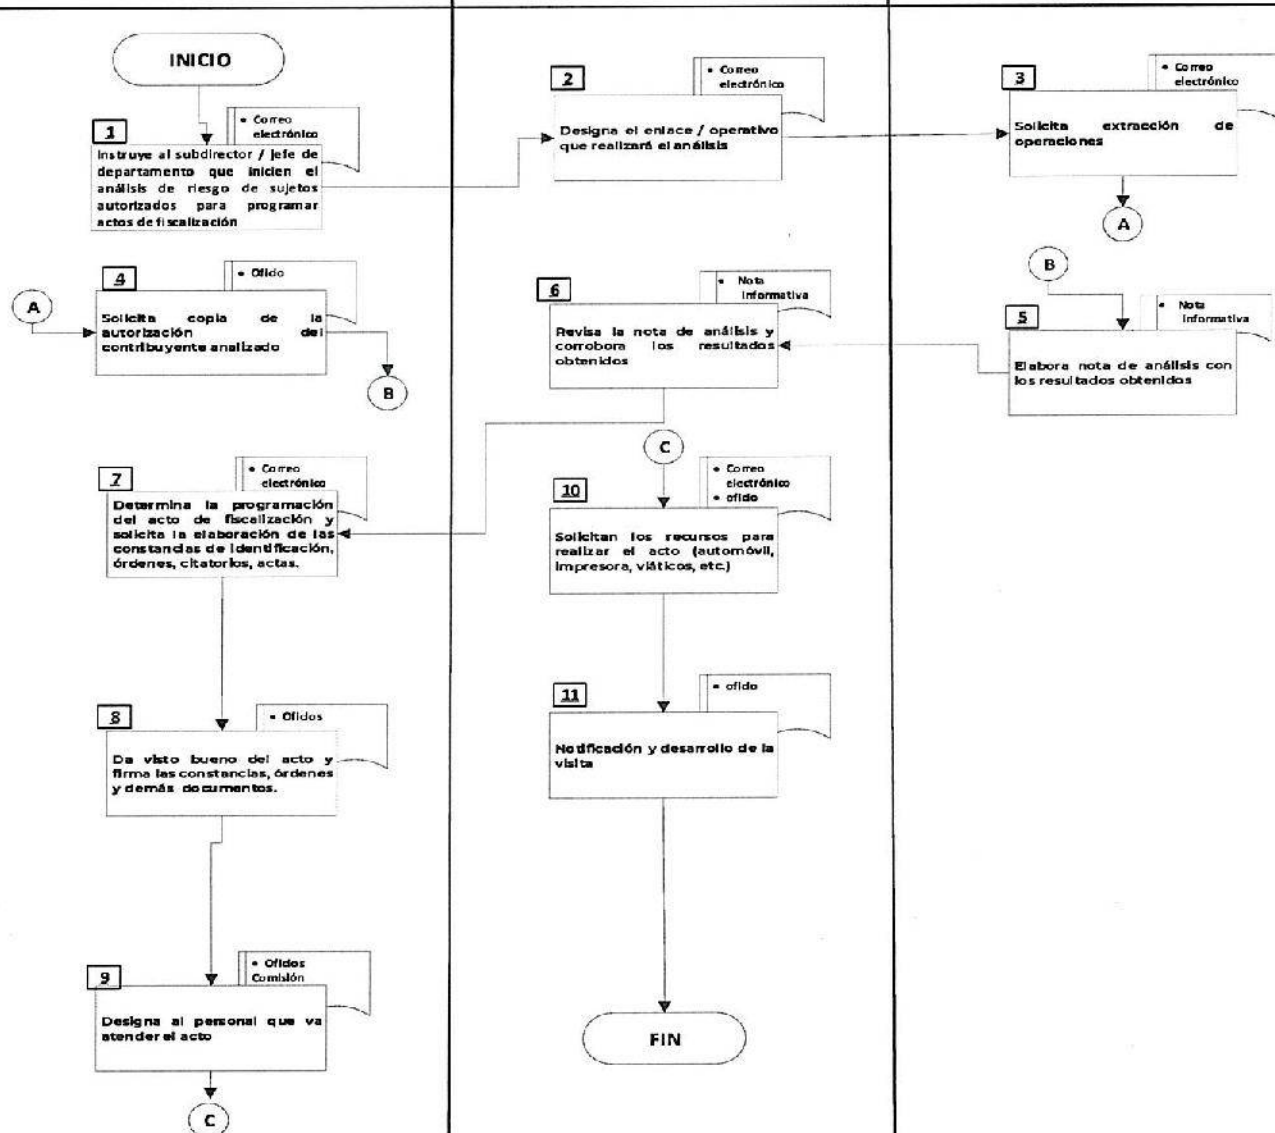 INICIO
• Correo
electrónico
1
Instruye al subdirector / jefe de
departamento que inicien el
análisis de riesgo de sujetos
autorizados para programar
actos de fiscalización
• Correo
electrónico
2
Designa el enlace / operativo
que realizará el análisis
• Correo
electrónico
3
Solicita extracción de
operaciones
A
A
• Oficio
4
Solicita copia de la
autorización del
contribuyente analizado
B
B
• Nota
Informativa
5
Elabora nota de análisis con
los resultados obtenidos
• Nota
Informativa
6
Revisa la nota de análisis y
corrobora los resultados
obtenidos
• Correo
electrónico
7
Determina la programación
del acto de fiscalización y
solicita la elaboración de las
constancias de identificación,
órdenes, citatorios, actas.
• Oficios
8
Da visto bueno del acto y
firma las constancias, órdenes
y demás documentos.
• Oficios
Comisión
9
Designa al personal que va
atender el acto
C
C
• Correo
electrónico
• oficio
10
Solicitan los recursos para
realizar el acto (automóvil,
impresora, viáticos, etc.)
• oficio
11
Notificación y desarrollo de la
visita
FIN